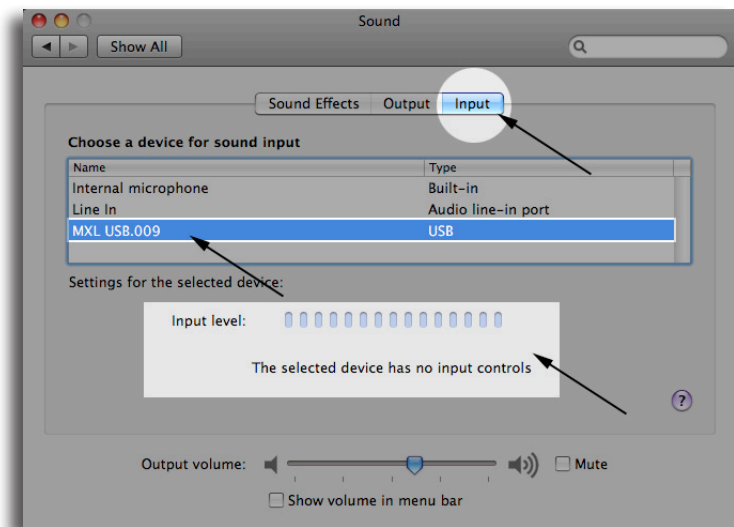 Sound
Show All
Sound Effects Output Input
Choose a device for sound input
Name Type
Internal microphone Built-in
Line In Audio line-in port
MXL USB.009 USB
Settings for the selected device:
Input level:
The selected device has no input controls
?
Output volume: Mute
Show volume in menu bar